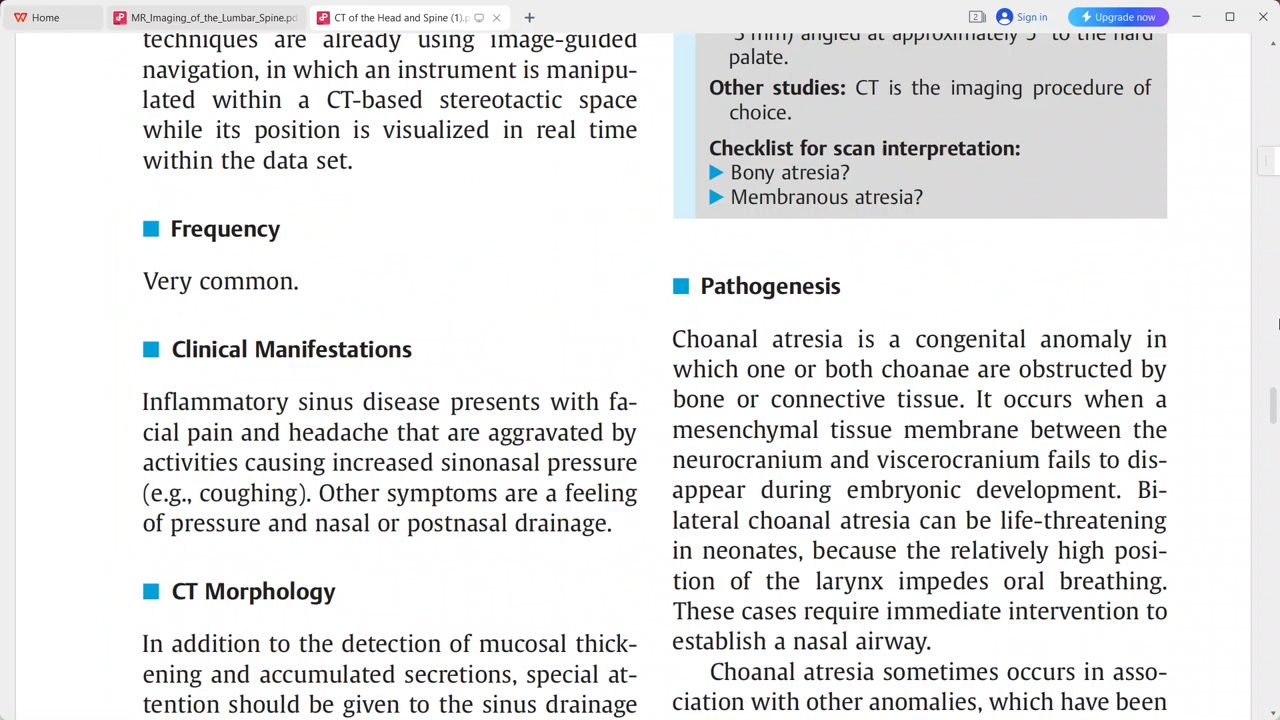 Home
MR_Imaging_of_the_Lumbar_Spine.pd
CT of the Head and Spine (1).p
2
Sign in
Upgrade now
techniques are already using image-guided
navigation, in which an instrument is manipu-
lated within a CT-based stereotactic space
while its position is visualized in real time
within the data set.
Frequency
Very common.
Clinical Manifestations
Inflammatory sinus disease presents with fa-
cial pain and headache that are aggravated by
activities causing increased sinonasal pressure
(e.g., coughing). Other symptoms are a feeling
of pressure and nasal or postnasal drainage.
CT Morphology
In addition to the detection of mucosal thick-
ening and accumulated secretions, special at-
tention should be given to the sinus drainage
mm) angled at approximately 5° to the hard
palate.
Other studies: CT is the imaging procedure of
choice.
Checklist for scan interpretation:
Bony atresia?
Membranous atresia?
Pathogenesis
Choanal atresia is a congenital anomaly in
which one or both choanae are obstructed by
bone or connective tissue. It occurs when a
mesenchymal tissue membrane between the
neurocranium and viscerocranium fails to dis-
appear during embryonic development. Bi-
lateral choanal atresia can be life-threatening
in neonates, because the relatively high posi-
tion of the larynx impedes oral breathing.
These cases require immediate intervention to
establish a nasal airway.
Choanal atresia sometimes occurs in asso-
ciation with other anomalies, which have been